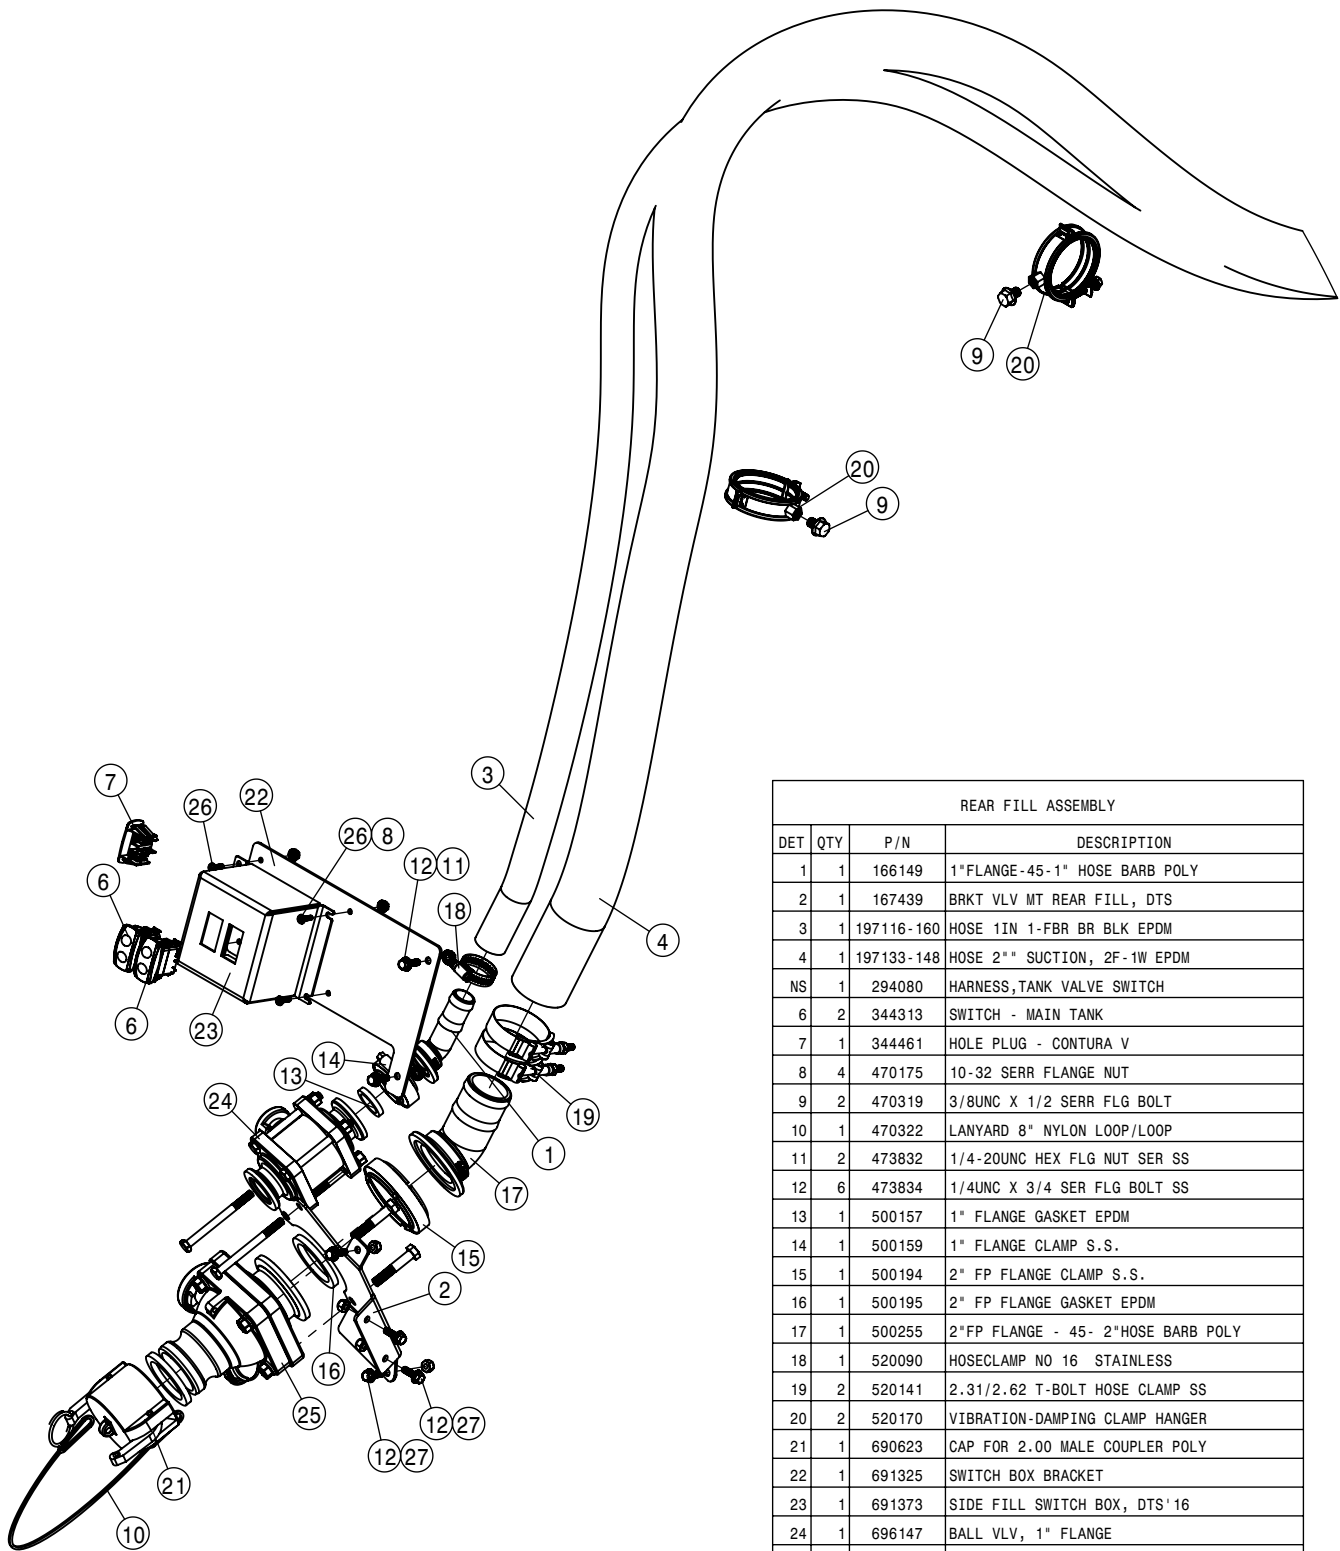 9
20
20
9
3
7
22
26
26 8
12 11
6
18
4
6
23
14
13
24
19
1
17
15
2
16
25
12 27
12 27
21
10
REAR FILL ASSEMBLY
DET QTY P/N DESCRIPTION
1 1 166149 1"FLANGE-45-1" HOSE BARB POLY
2 1 167439 BRKT VLV MT REAR FILL, DTS
3 1 197116-160 HOSE 1IN 1-FBR BR BLK EPDM
4 1 197133-148 HOSE 2"" SUCTION, 2F-1W EPDM
NS 1 294080 HARNESS,TANK VALVE SWITCH
6 2 344313 SWITCH - MAIN TANK
7 1 344461 HOLE PLUG - CONTURA V
8 4 470175 10-32 SERR FLANGE NUT
9 2 470319 3/8UNC X 1/2 SERR FLG BOLT
10 1 470322 LANYARD 8" NYLON LOOP/LOOP
11 2 473832 1/4-20UNC HEX FLG NUT SER SS
12 6 473834 1/4UNC X 3/4 SER FLG BOLT SS
13 1 500157 1" FLANGE GASKET EPDM
14 1 500159 1" FLANGE CLAMP S.S.
15 1 500194 2" FP FLANGE CLAMP S.S.
16 1 500195 2" FP FLANGE GASKET EPDM
17 1 500255 2"FP FLANGE - 45- 2"HOSE BARB POLY
18 1 520090 HOSECLAMP NO 16 STAINLESS
19 2 520141 2.31/2.62 T-BOLT HOSE CLAMP SS
20 2 520170 VIBRATION-DAMPING CLAMP HANGER
21 1 690623 CAP FOR 2.00 MALE COUPLER POLY
22 1 691325 SWITCH BOX BRACKET
23 1 691373 SIDE FILL SWITCH BOX, DTS'16
24 1 696147 BALL VLV, 1" FLANGE